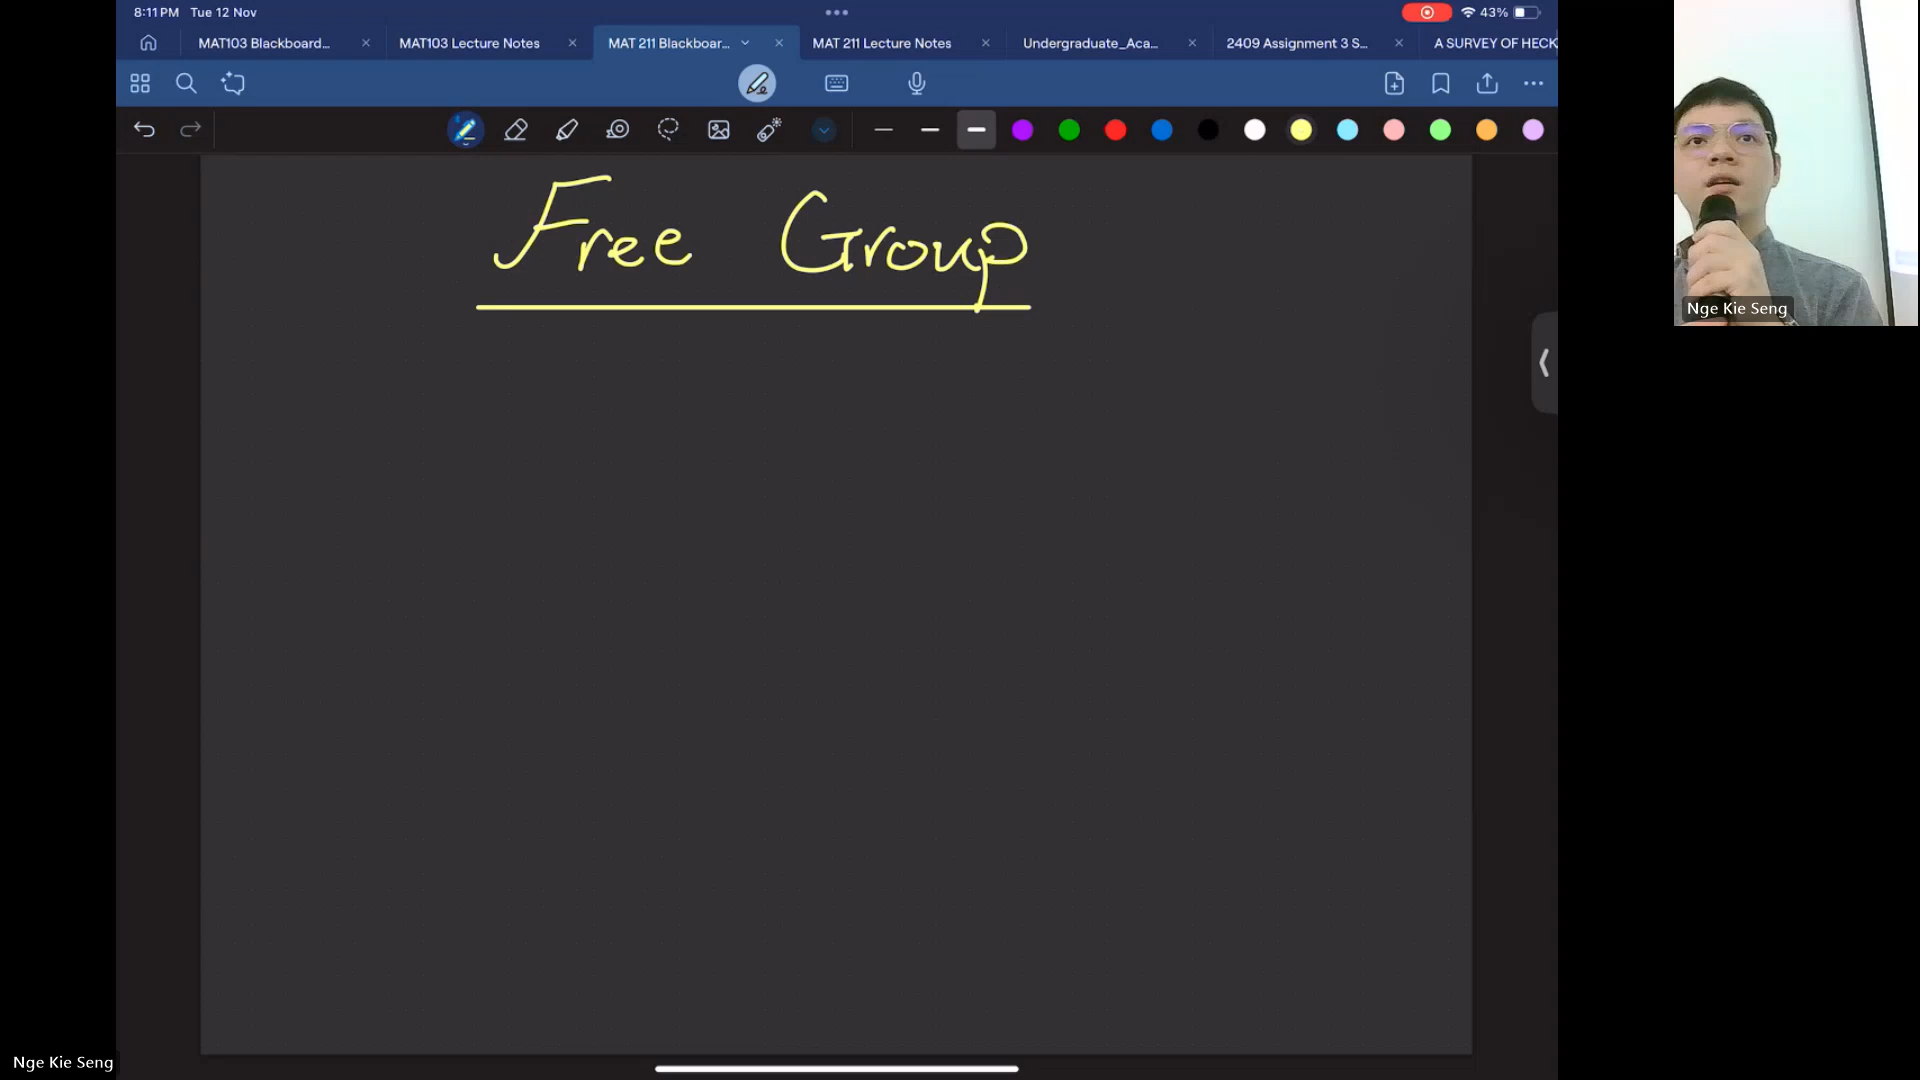 8:11 PM Tue 12 Nov
43%
MAT103 Blackboard...
MAT103 Lecture Notes
MAT 211 Blackboar...
MAT 211 Lecture Notes
Undergraduate_Aca...
2409 Assignment 3 S...
A SURVEY OF HECK
Free Group
Nge Kie Seng
Nge Kie Seng